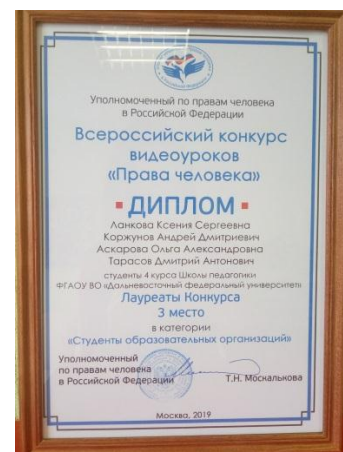 Уполномоченный по правам человека
в Российской Федерации
Всероссийский конкурс
видеоуроков
«Права человека»
ДИПЛОМ
Ланкова Ксения Сергеевна
Коржунов Андрей Дмитриевич
Аскарова Ольга Александровна
Тарасов Дмитрий Антонович
студенты 4 курса Школы педагогики
ФГАОУ ВО «Дальневосточный федеральный университет»
Лауреаты Конкурса
3 место
в категории
«Студенты образовательных организаций»
Уполномоченный
по правам человека
в Российской Федерации
Т.Н. Москалькова
Москва, 2019